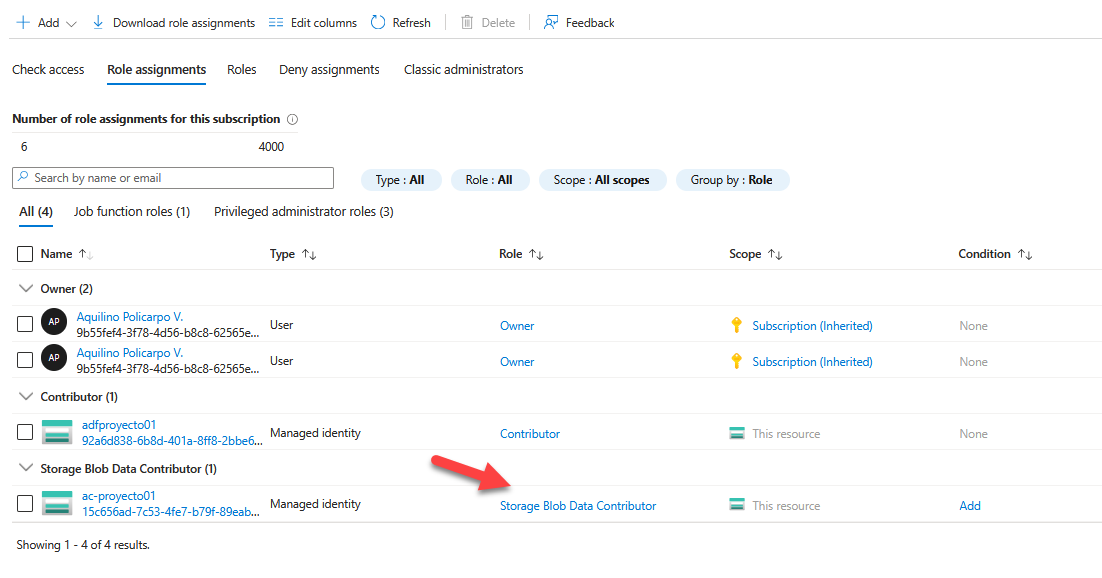 Add Download role assignments Edit columns Refresh Delete Feedback
Check access Role assignments Roles Deny assignments Classic administrators
Number of role assignments for this subscription
6 4000
Search by name or email Type : All Role : All Scope : All scopes Group by : Role
All (4) Job function roles (1) Privileged administrator roles (3)
Name Type Role Scope Condition
Owner (2)
AP Aquilino Policarpo V. User Owner Subscription (Inherited) None
9b55fef4-3f78-4d56-b8c8-62565e...
AP Aquilino Policarpo V. User Owner Subscription (Inherited) None
9b55fef4-3f78-4d56-b8c8-62565e...
Contributor (1)
adfproyecto01 Managed identity Contributor This resource None
92a6d838-6b8d-401a-8ff8-2bbe6...
Storage Blob Data Contributor (1)
ac-proyecto01 Managed identity Storage Blob Data Contributor This resource Add
15c656ad-7c53-4fe7-b79f-89eab...
Showing 1 - 4 of 4 results.